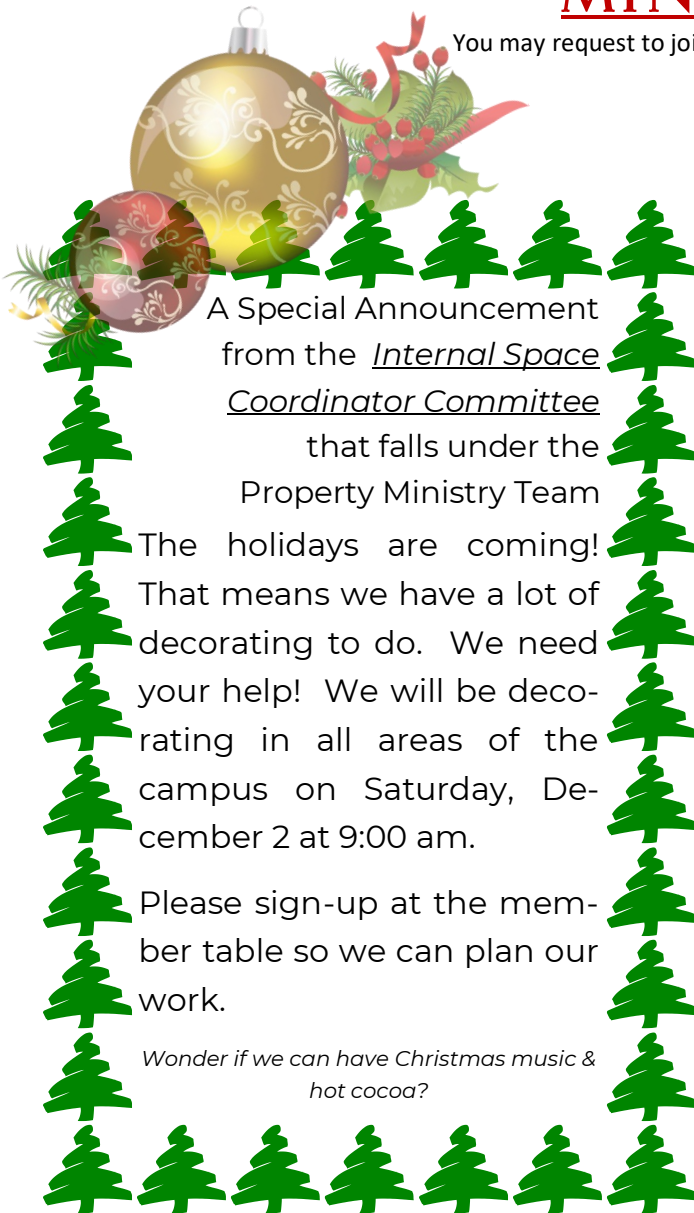 MIN
You may request to joi
A Special Announcement
from the Internal Space
Coordinator Committee
that falls under the
Property Ministry Team
The holidays are coming!
That means we have a lot of
decorating to do. We need
your help! We will be deco-
rating in all areas of the
campus on Saturday, De-
cember 2 at 9:00 am.
Please sign-up at the mem-
ber table so we can plan our
work.
Wonder if we can have Christmas music &
hot cocoa?